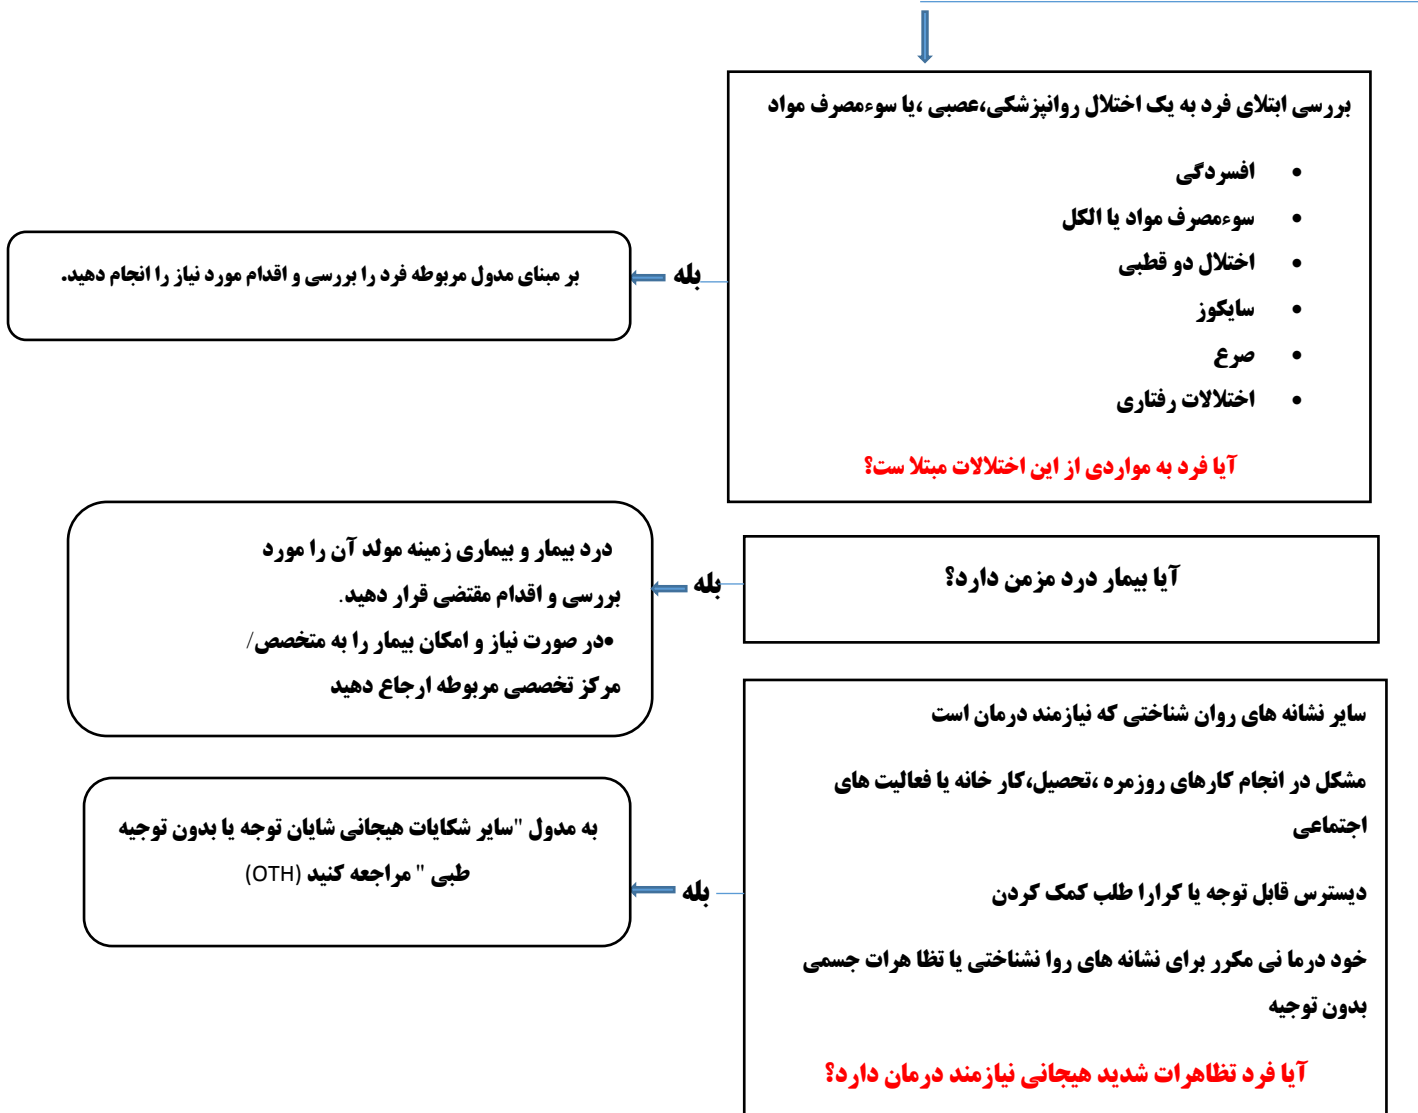 بررسی ابتلای فرد به یک اختلال روانپزشکی،عصبی ،یا سوءمصرف مواد
• افسردگی
• سوءمصرف مواد یا الکل
• اختلال دو قطبی
• سایکوز
• صرع
• اختلالات رفتاری
آیا فرد به مواردی از این اختلالات مبتلا ست؟
بله
بر مبنای مدول مربوطه فرد را بررسی و اقدام مورد نیاز را انجام دهید.
آیا بیمار درد مزمن دارد؟
بله
درد بیمار و بیماری زمینه مولد آن را مورد
بررسی و اقدام مقتضی قرار دهید.
•در صورت نیاز و امکان بیمار را به متخصص/
مرکز تخصصی مربوطه ارجاع دهید
سایر نشانه های روان شناختی که نیازمند درمان است
مشکل در انجام کارهای روزمره ،تحصیل،کار خانه یا فعالیت های
اجتماعی
دیسترس قابل توجه یا کرارا طلب کمک کردن
خود درما نی مکرر برای نشانه های روا نشناختی یا تظا هرات جسمی
بدون توجیه
آیا فرد تظاهرات شدید هیجانی نیازمند درمان دارد؟
بله
به مدول "سایر شکایات هیجانی شایان توجه یا بدون توجیه
طبی " مراجعه کنید (OTH)